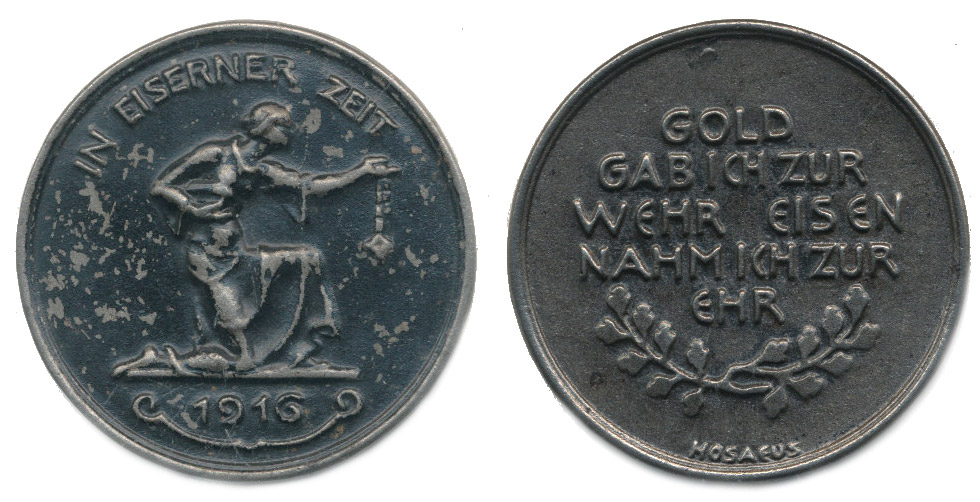 IN EISERNER ZEIT
1916
GOLD
GAB ICH ZUR
WEHR EISEN
NAHM ICH ZUR
EHR
HOSAEUS